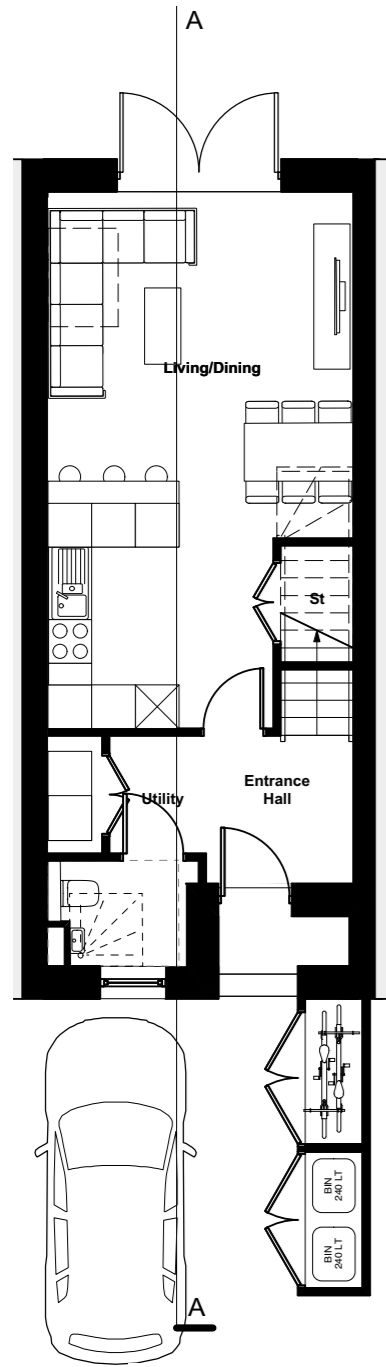 A
Living/Dining
St
Utility
Entrance
Hall
BIN
240 LT
BIN
240 LT
A